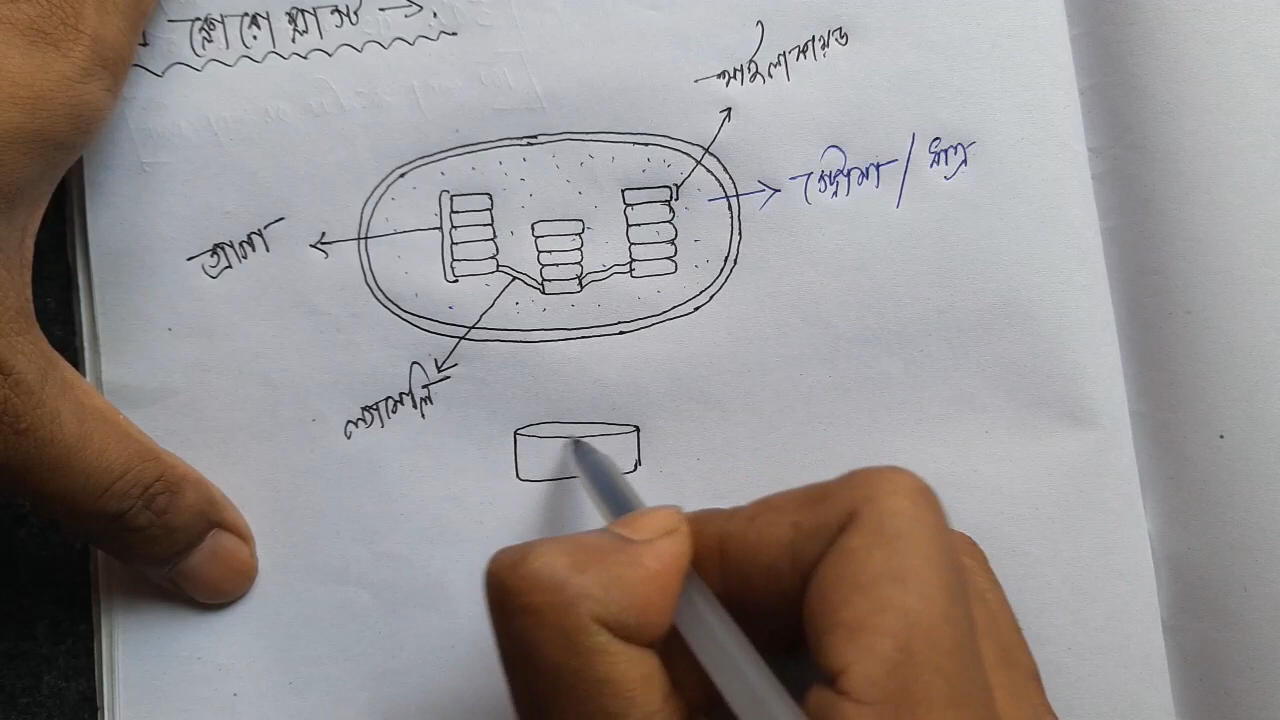 ক্লোরোপ্লাস্ট →:
থাইলাকয়েড
স্ট্রোমা / ধাত্র
গ্রানা
ল্যামেলি